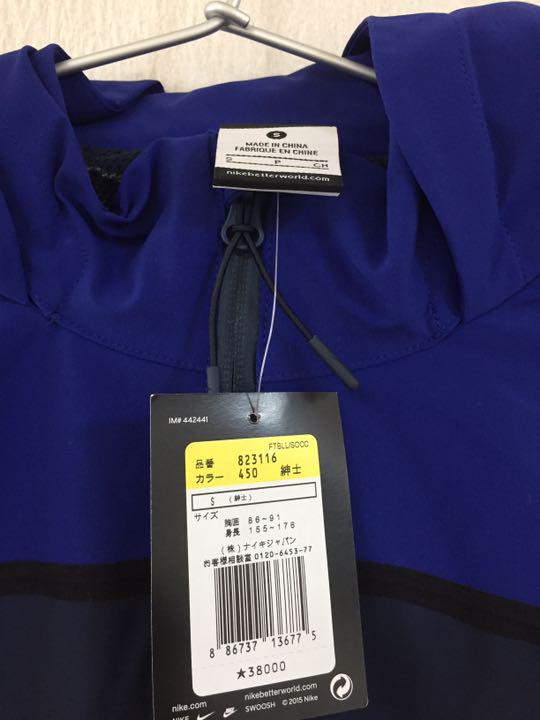 S
MADE IN CHINA
FABRIQUE EN CHINE
S P CH
nikebetterworld.com
IM# 442441
FTBLL/SOCC
品番 823116
カラー 450 紳士
S (紳士)
サイズ
胸囲 86~91
身長 155~176
(株)ナイキジャパン
お客様相談室 0120-6453-77
8 86737 13677 5
★38000
nikebetterworld.com
NIKE SWOOSH © 2015 Nike
NIKE